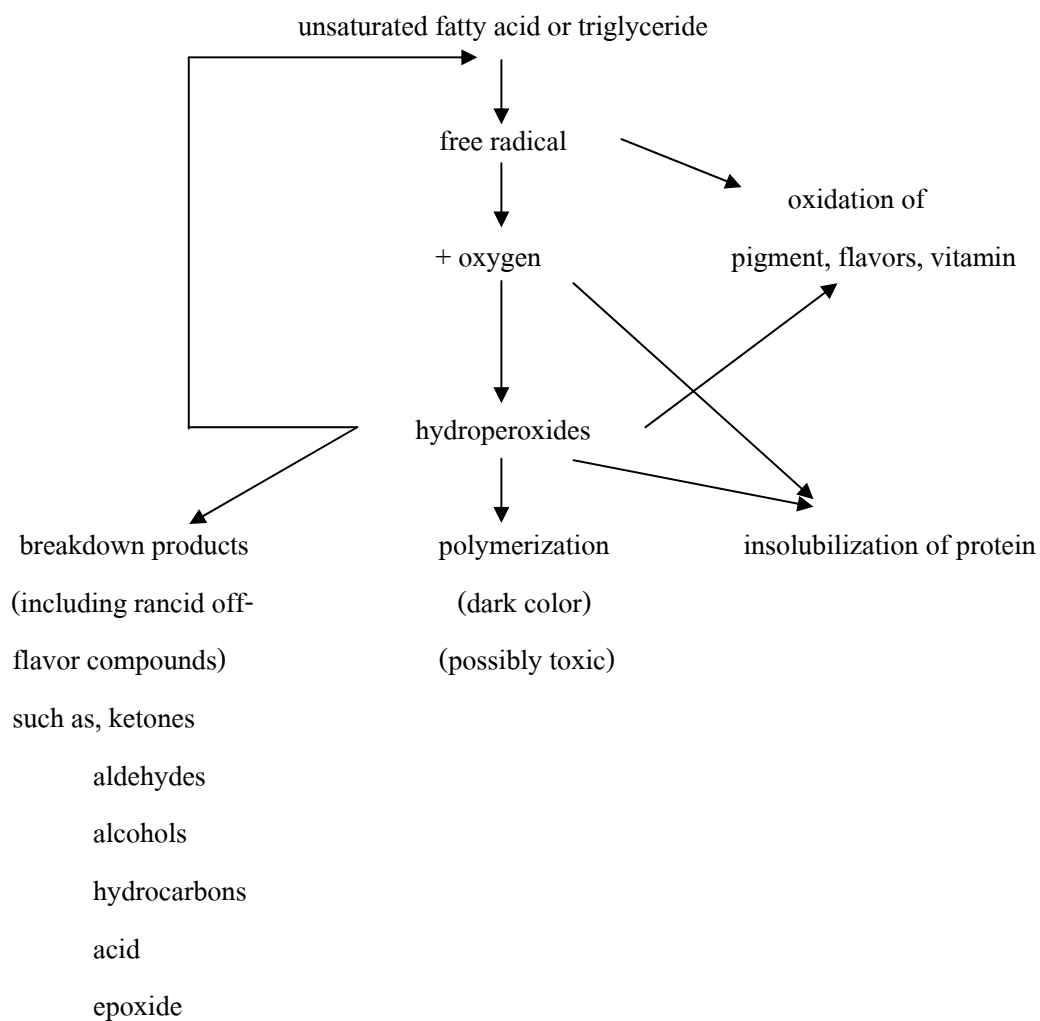 unsaturated fatty acid or triglyceride
free radical
oxidation of
+ oxygen
pigment, flavors, vitamin
hydroperoxides
breakdown products
(including rancid off-
flavor compounds)
such as, ketones
aldehydes
alcohols
hydrocarbons
acid
epoxide
polymerization
(dark color)
(possibly toxic)
insolubilization of protein